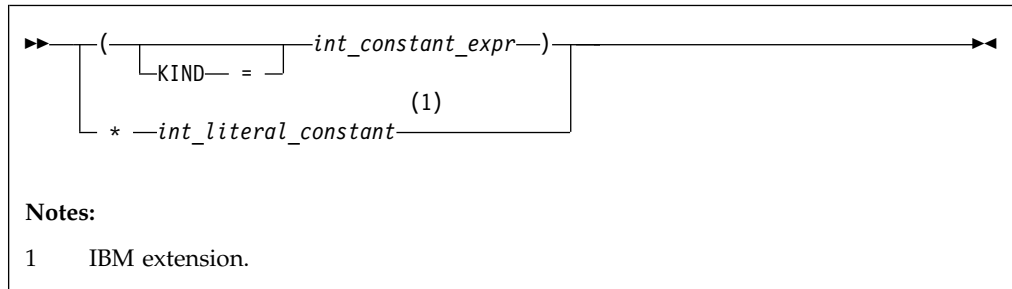 ( int_constant_expr )
KIND =
(1)
* int_literal_constant
Notes:
1 IBM extension.